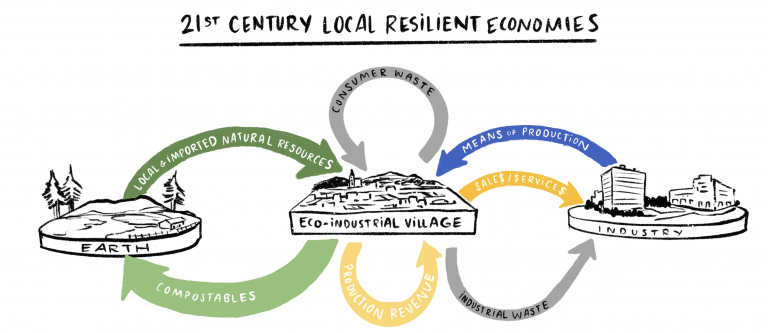 21ST CENTURY LOCAL RESILIENT ECONOMIES
CONSUMER WASTE
LOCAL & IMPORTED NATURAL RESOURCES
MEANS OF PRODUCTION
SALES/SERVICES
EARTH
ECO-INDUSTRIAL VILLAGE
INDUSTRY
COMPOSTABLES
PRODUCTION REVENUE
INDUSTRIAL WASTE